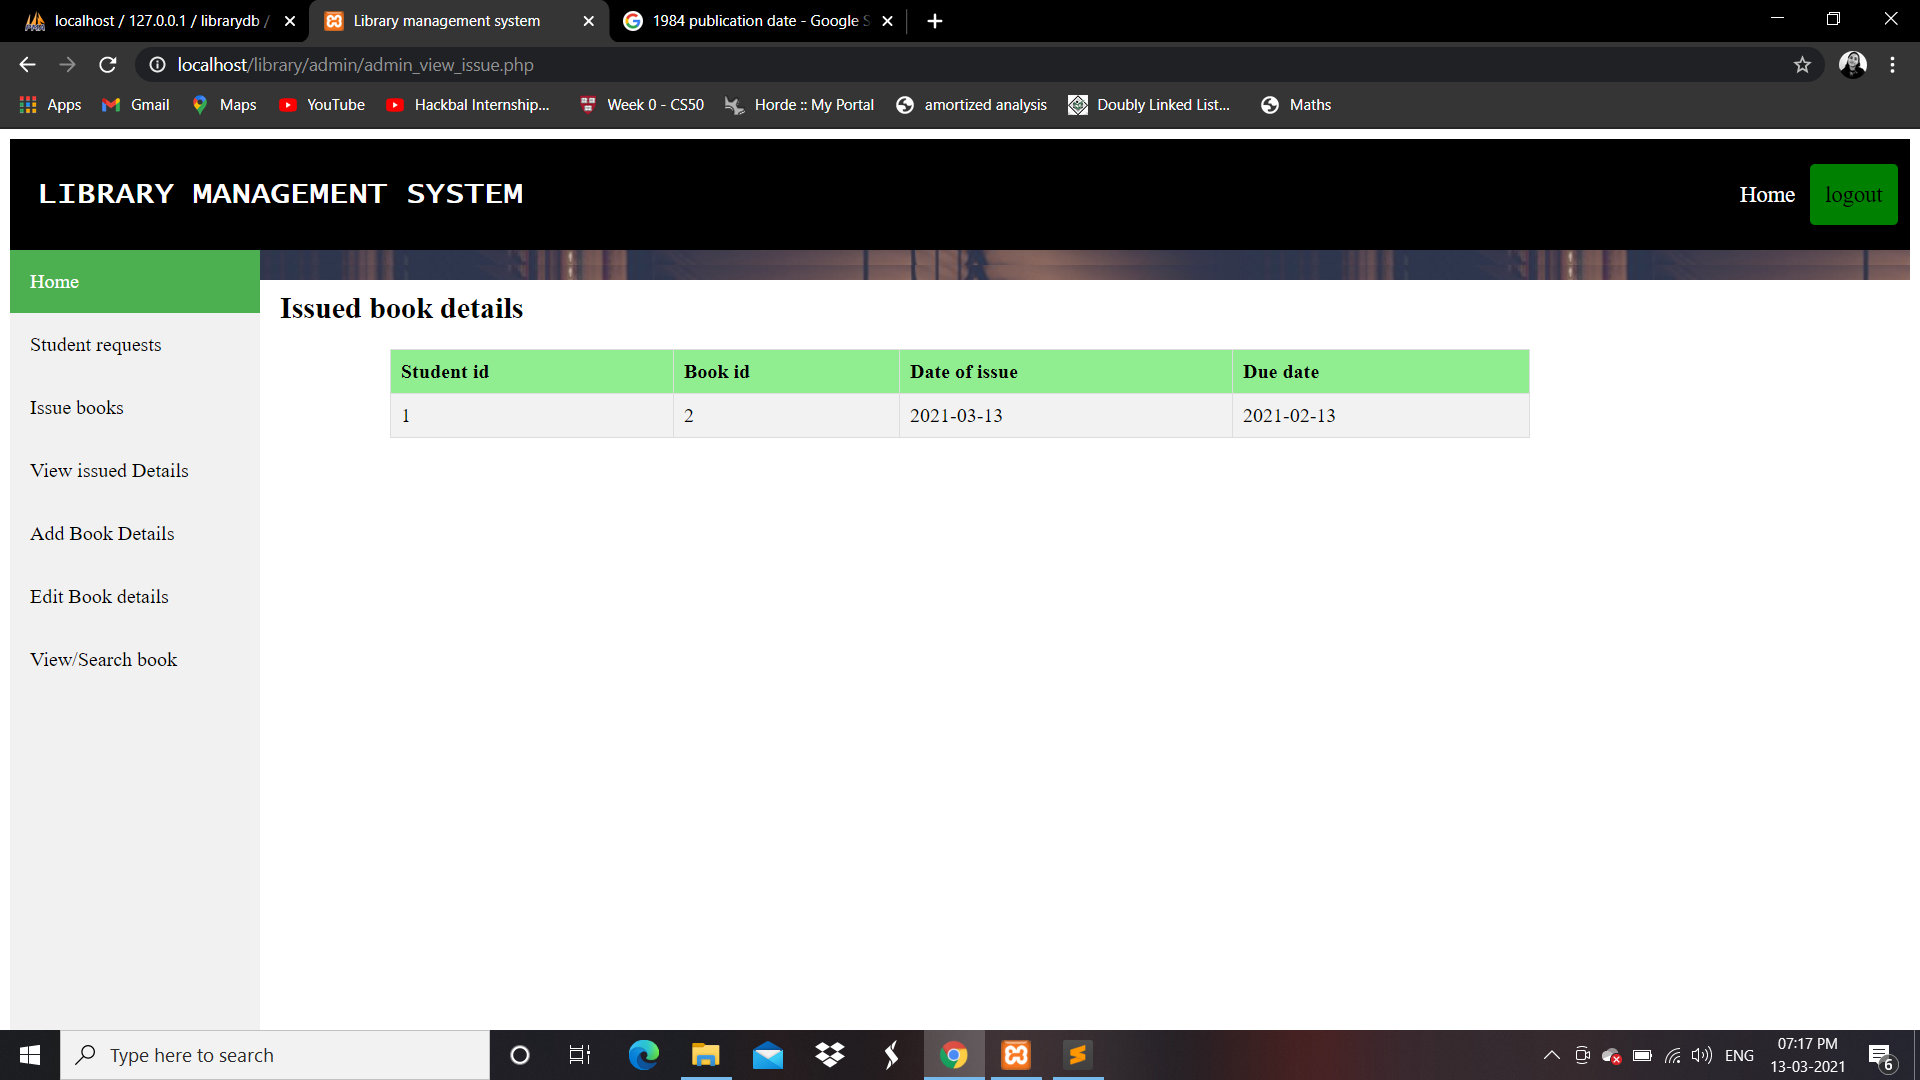 localhost / 127.0.0.1 / librarydb /
Library management system
1984 publication date - Google S
localhost/library/admin/admin_view_issue.php
Apps Gmail Maps YouTube Hackbal Internship... Week 0 - CS50 Horde :: My Portal amortized analysis Doubly Linked List... Maths
LIBRARY MANAGEMENT SYSTEM
Home logout
Home
Student requests
Issue books
View issued Details
Add Book Details
Edit Book details
View/Search book
Issued book details
Student id Book id Date of issue Due date
1 2 2021-03-13 2021-02-13
Type here to search
ENG
07:17 PM
13-03-2021
6